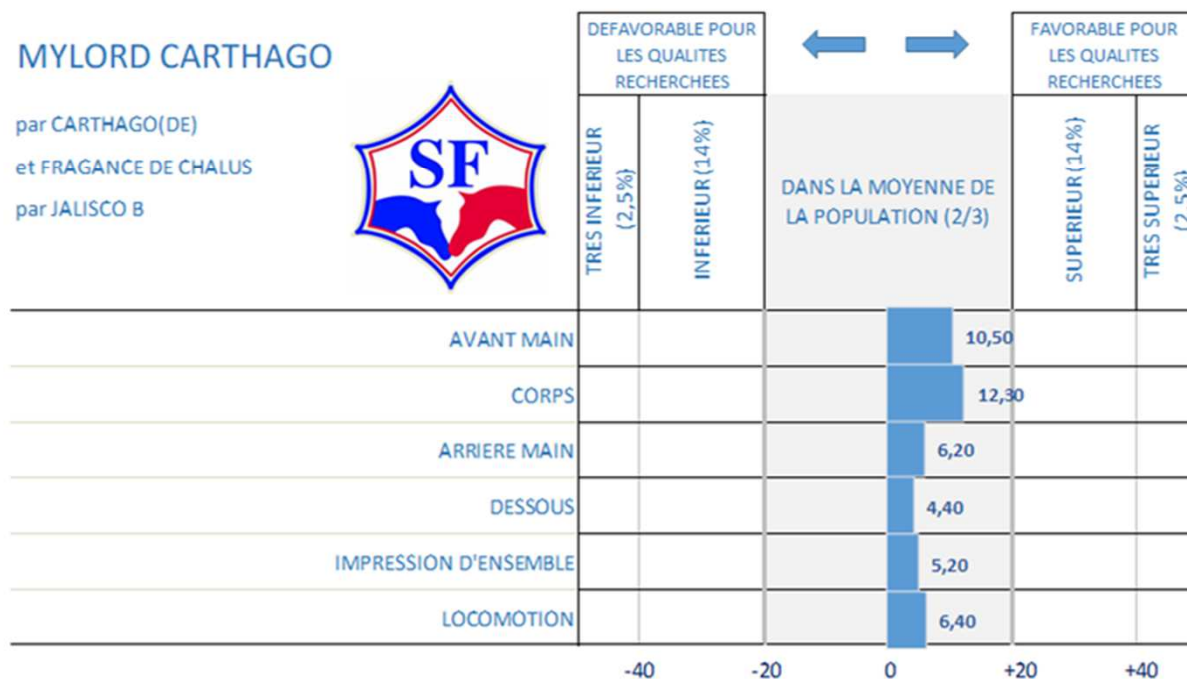 MYLORD CARTHAGO
par CARTHAGO(DE)
et FRAGANCE DE CHALUS
par JALISCO B
SF
DEFAVORABLE POUR
LES QUALITES
RECHERCHEES
FAVORABLE POUR
LES QUALITES
RECHERCHEES
TRES INFERIEUR
(2,5%)
INFERIEUR (14%)
DANS LA MOYENNE DE
LA POPULATION (2/3)
SUPERIEUR (14%)
TRES SUPERIEUR
(2,5%)
AVANT MAIN 10,50
CORPS 12,30
ARRIERE MAIN 6,20
DESSOUS 4,40
IMPRESSION D'ENSEMBLE 5,20
LOCOMOTION 6,40
-40 -20 0 +20 +40